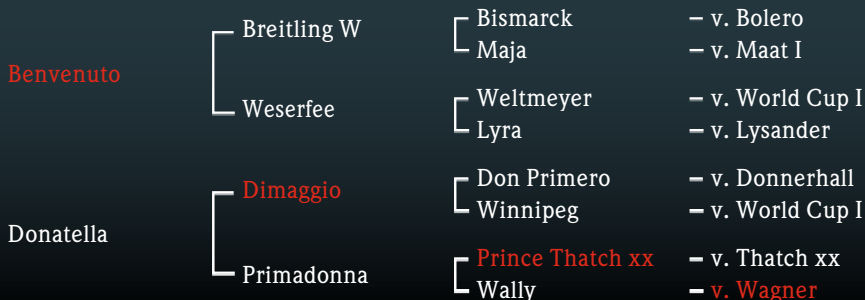 Bismarck – v. Bolero
Breitling W
Maja – v. Maat I
Benvenuto
Weltmeyer – v. World Cup I
Weserfee
Lyra – v. Lysander
Don Primero – v. Donnerhall
Dimaggio
Winnipeg – v. World Cup I
Donatella
Prince Thatch xx – v. Thatch xx
Primadonna
Wally – v. Wagner